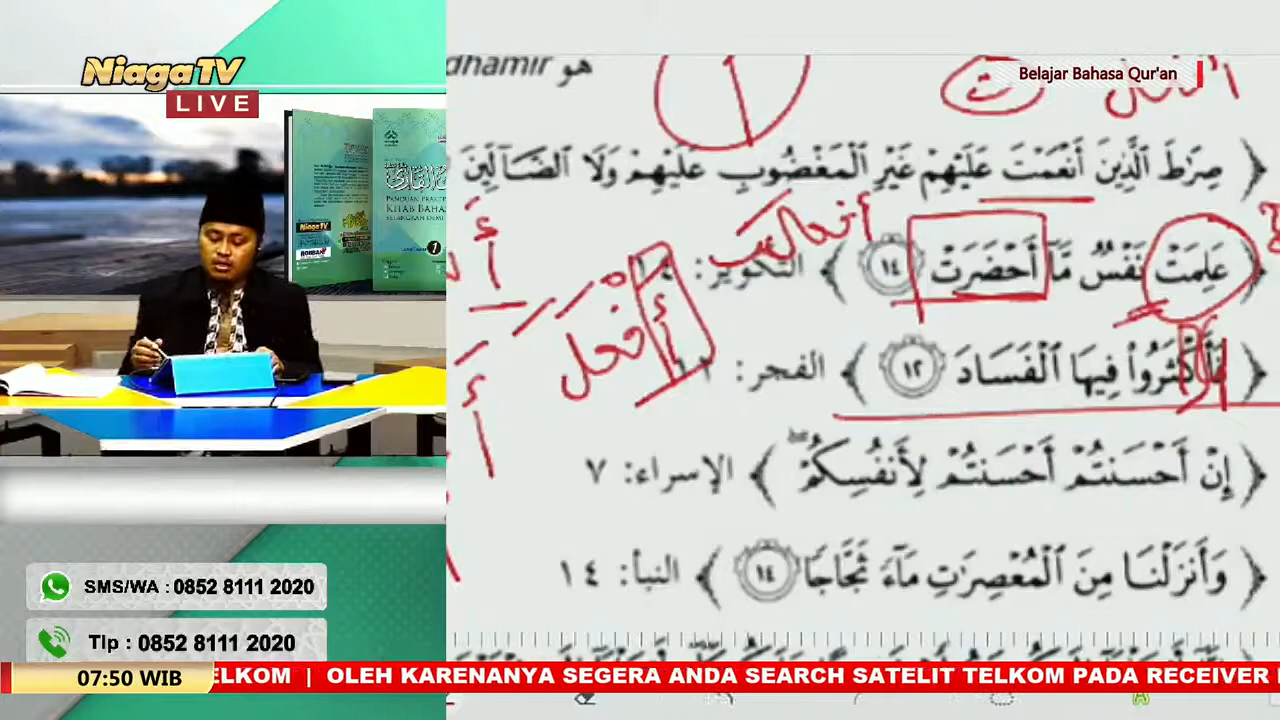 NiagaTV
LIVE
Belajar Bahasa Qur'an
dhamir هو
﴿ صِرَٰطَ ٱلَّذِينَ أَنْعَمْتَ عَلَيْهِمْ غَيْرِ ٱلْمَغْضُوبِ عَلَيْهِمْ وَلَا ٱلضَّآلِّينَ
﴿ عَلِمَتْ نَفْسٌ مَّآ أَحْضَرَتْ ١٤ ﴾ التكوير: ١٤
﴿ فَأَكْثَرُوا۟ فِيهَا ٱلْفَسَادَ ١٢ ﴾ الفجر:
﴿ إِنْ أَحْسَنتُمْ أَحْسَنتُمْ لِأَنفُسِكُمْ ۖ ﴾ الإسراء: ٧
﴿ وَأَنزَلْنَا مِنَ ٱلْمُعْصِرَٰتِ مَآءً ثَجَّاجًا ١٤ ﴾ النبأ: ١٤
أفعل
NiagaTV
1
SMS/WA : 0852 8111 2020
Tlp : 0852 8111 2020
07:50 WIB
ELKOM | OLEH KARENANYA SEGERA ANDA SEARCH SATELIT TELKOM PADA RECEIVER